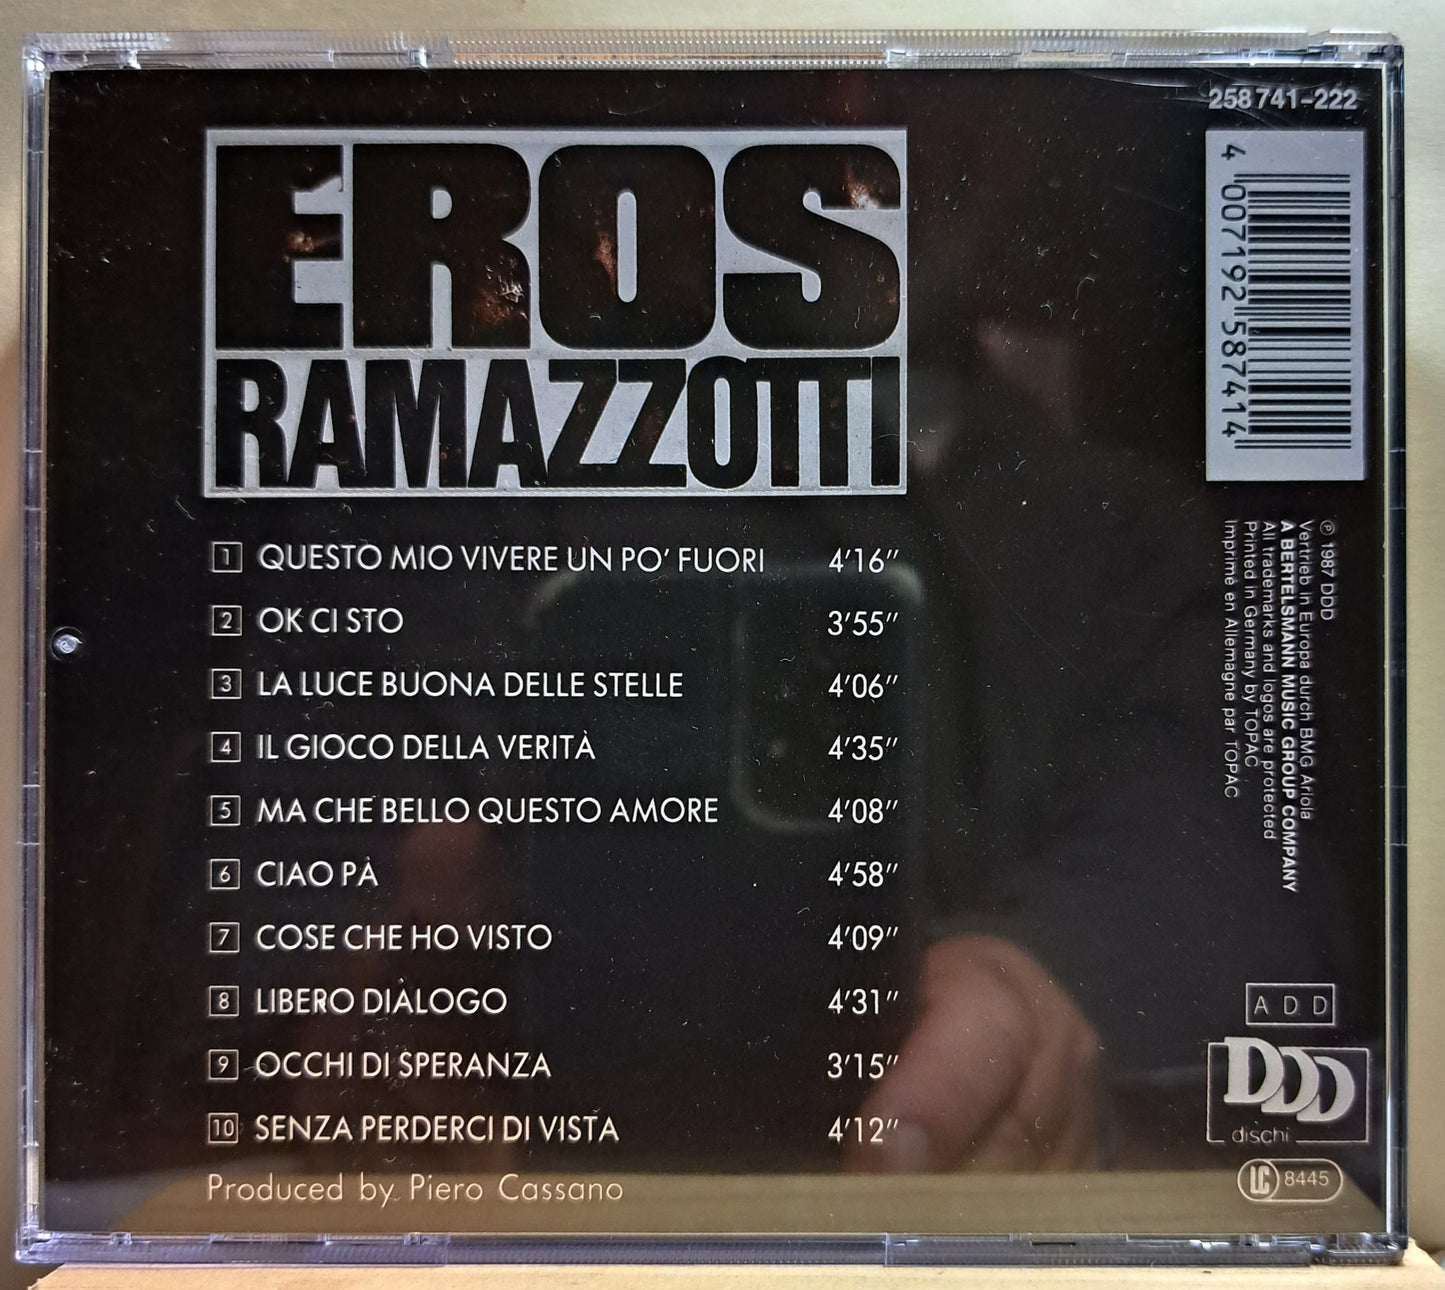 258 741-222
EROS
RAMAZZOTTI
4 007192 587414
1 QUESTO MIO VIVERE UN PO' FUORI 4'16"
2 OK CI STO 3'55"
3 LA LUCE BUONA DELLE STELLE 4'06"
4 IL GIOCO DELLA VERITÀ 4'35"
5 MA CHE BELLO QUESTO AMORE 4'08"
6 CIAO PÀ 4'58"
7 COSE CHE HO VISTO 4'09"
8 LIBERO DIALOGO 4'31"
9 OCCHI DI SPERANZA 3'15"
10 SENZA PERDERCI DI VISTA 4'12"
Produced by Piero Cassano
℗ 1987 DDD
Vertrieb in Europa durch BMG Ariola
A BERTELSMANN MUSIC GROUP COMPANY
All trademarks and logos are protected
Printed in Germany by TOPAC
Imprimé en Allemagne par TOPAC
ADD
DDD
dischi
LC 8445